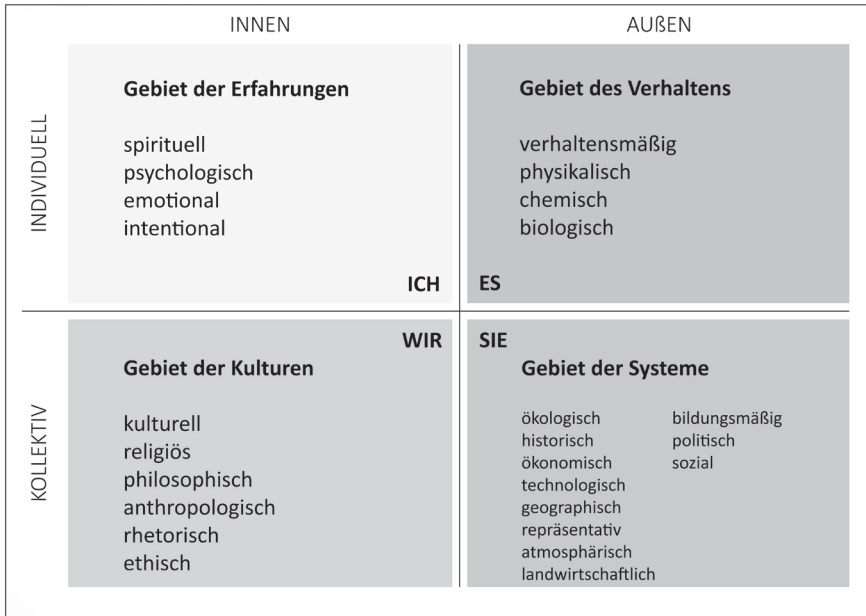 INNEN
AUßEN
INDIVIDUELL
Gebiet der Erfahrungen
spirituell
psychologisch
emotional
intentional
ICH
Gebiet des Verhaltens
verhaltensmäßig
physikalisch
chemisch
biologisch
ES
KOLLEKTIV
WIR
Gebiet der Kulturen
kulturell
religiös
philosophisch
anthropologisch
rhetorisch
ethisch
SIE
Gebiet der Systeme
ökologisch
historisch
ökonomisch
technologisch
geographisch
repräsentativ
atmosphärisch
landwirtschaftlich
bildungsmäßig
politisch
sozial